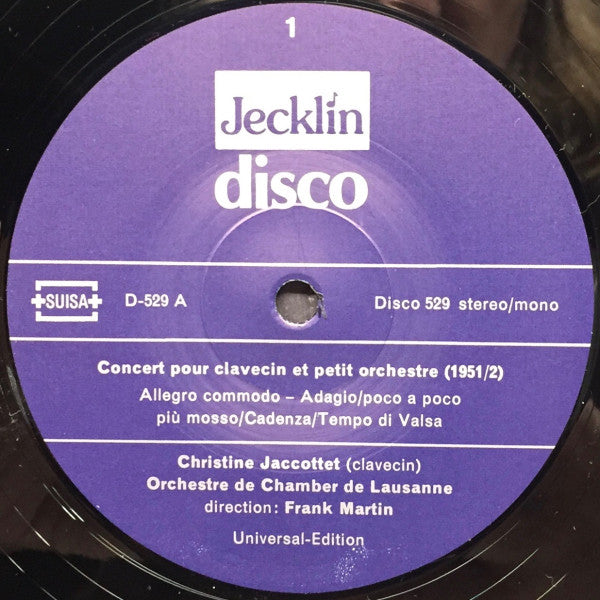 1
Jecklin
disco
SUISA D-529 A Disco 529 stereo/mono
Concert pour clavecin et petit orchestre (1951/2)
Allegro commodo – Adagio/poco a poco
più mosso/Cadenza/Tempo di Valsa
Christine Jaccottet (clavecin)
Orchestre de Chamber de Lausanne
direction: Frank Martin
Universal-Edition